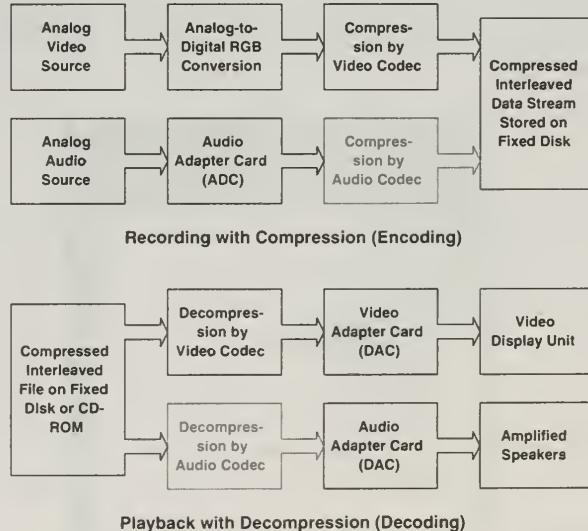 Analog
Video
Source
Analog-to-
Digital RGB
Conversion
Compres-
sion by
Video Codec
Compressed
Interleaved
Data Stream
Stored on
Fixed Disk
Analog
Audio
Source
Audio
Adapter Card
(ADC)
Compres-
sion by
Audio Codec
Recording with Compression (Encoding)
Compressed
Interleaved
File on Fixed
Disk or CD-
ROM
Decompres-
sion by
Video Codec
Video
Adapter Card
(DAC)
Video
Display Unit
Decompres-
sion by
Audio Codec
Audio
Adapter Card
(DAC)
Amplified
Speakers
Playback with Decompression (Decoding)